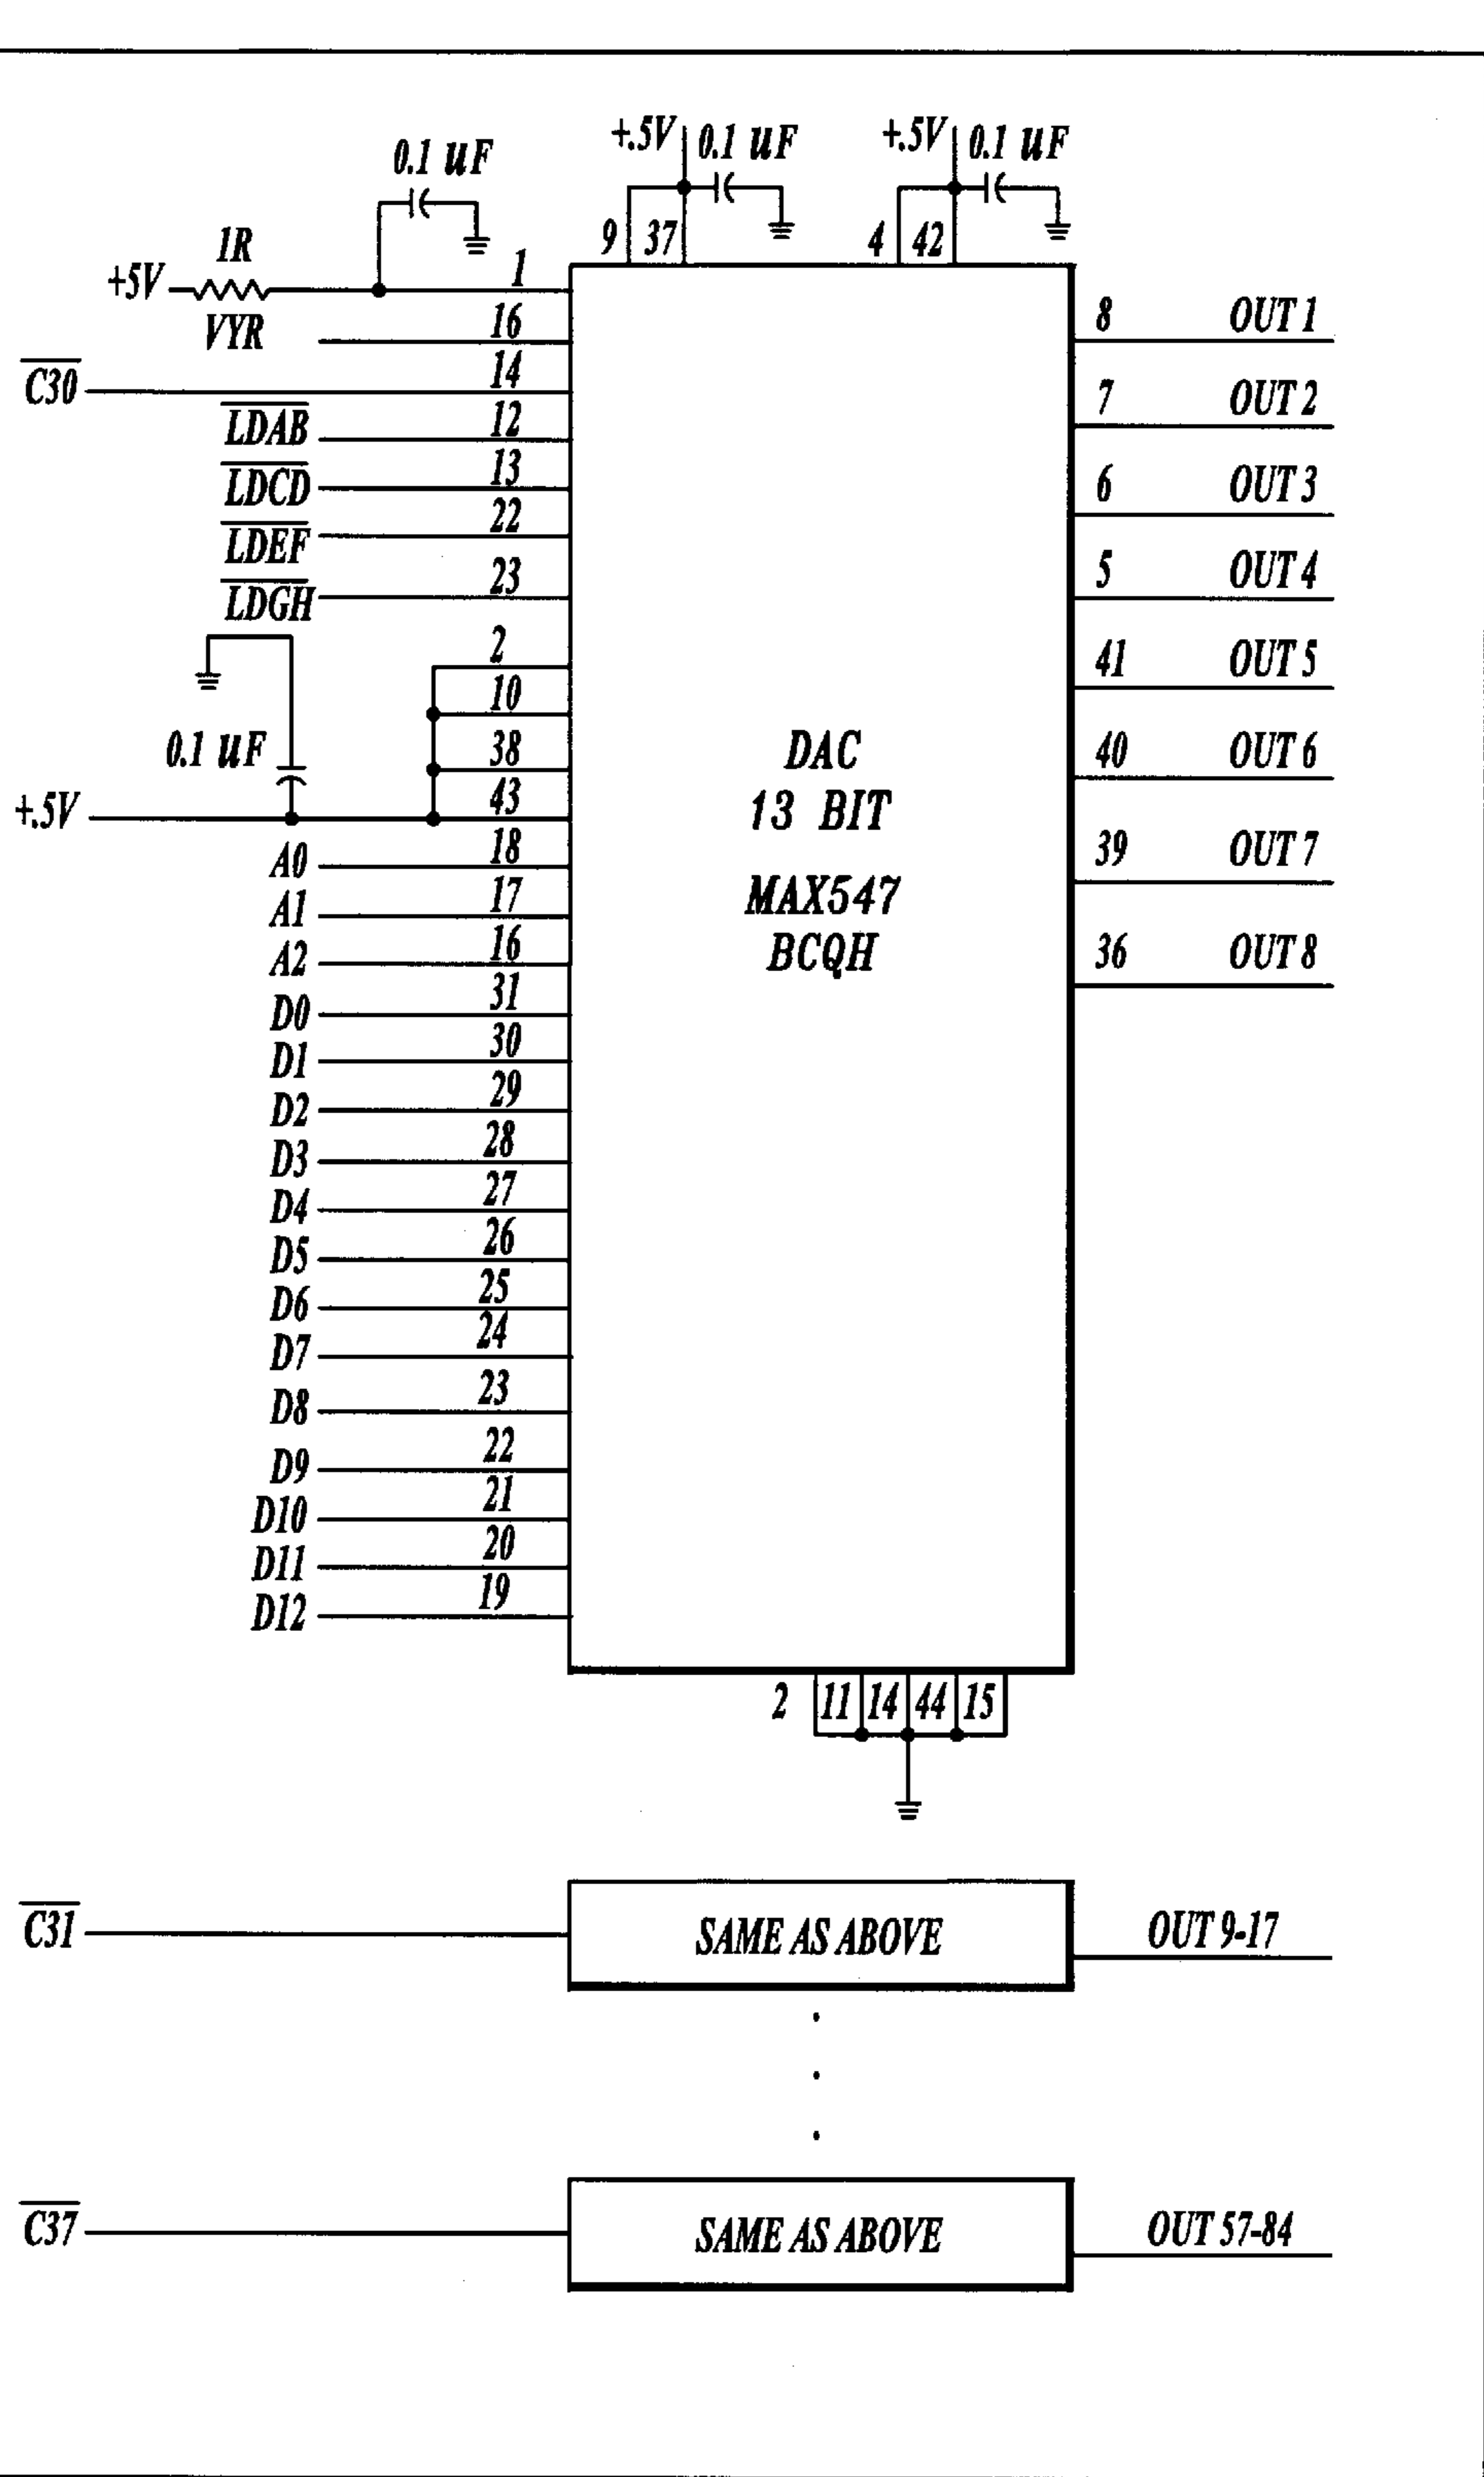 0.1 uF
+.5V 0.1 uF
+.5V 0.1 uF
9 37 4 42
1R
+5V 1
VYR 16
C30 14
LDAB 12
LDCD 13
LDEF 22
LDGH 23
2
10
0.1 uF 38
+.5V 43
A0 18
A1 17
A2 16
D0 31
D1 30
D2 29
D3 28
D4 27
D5 26
D6 25
D7 24
D8 23
D9 22
D10 21
D11 20
D12 19
DAC
13 BIT
MAX547
BCQH
8 OUT 1
7 OUT 2
6 OUT 3
5 OUT 4
41 OUT 5
40 OUT 6
39 OUT 7
36 OUT 8
2 11 14 44 15
C31 SAME AS ABOVE OUT 9-17
C37 SAME AS ABOVE OUT 57-84